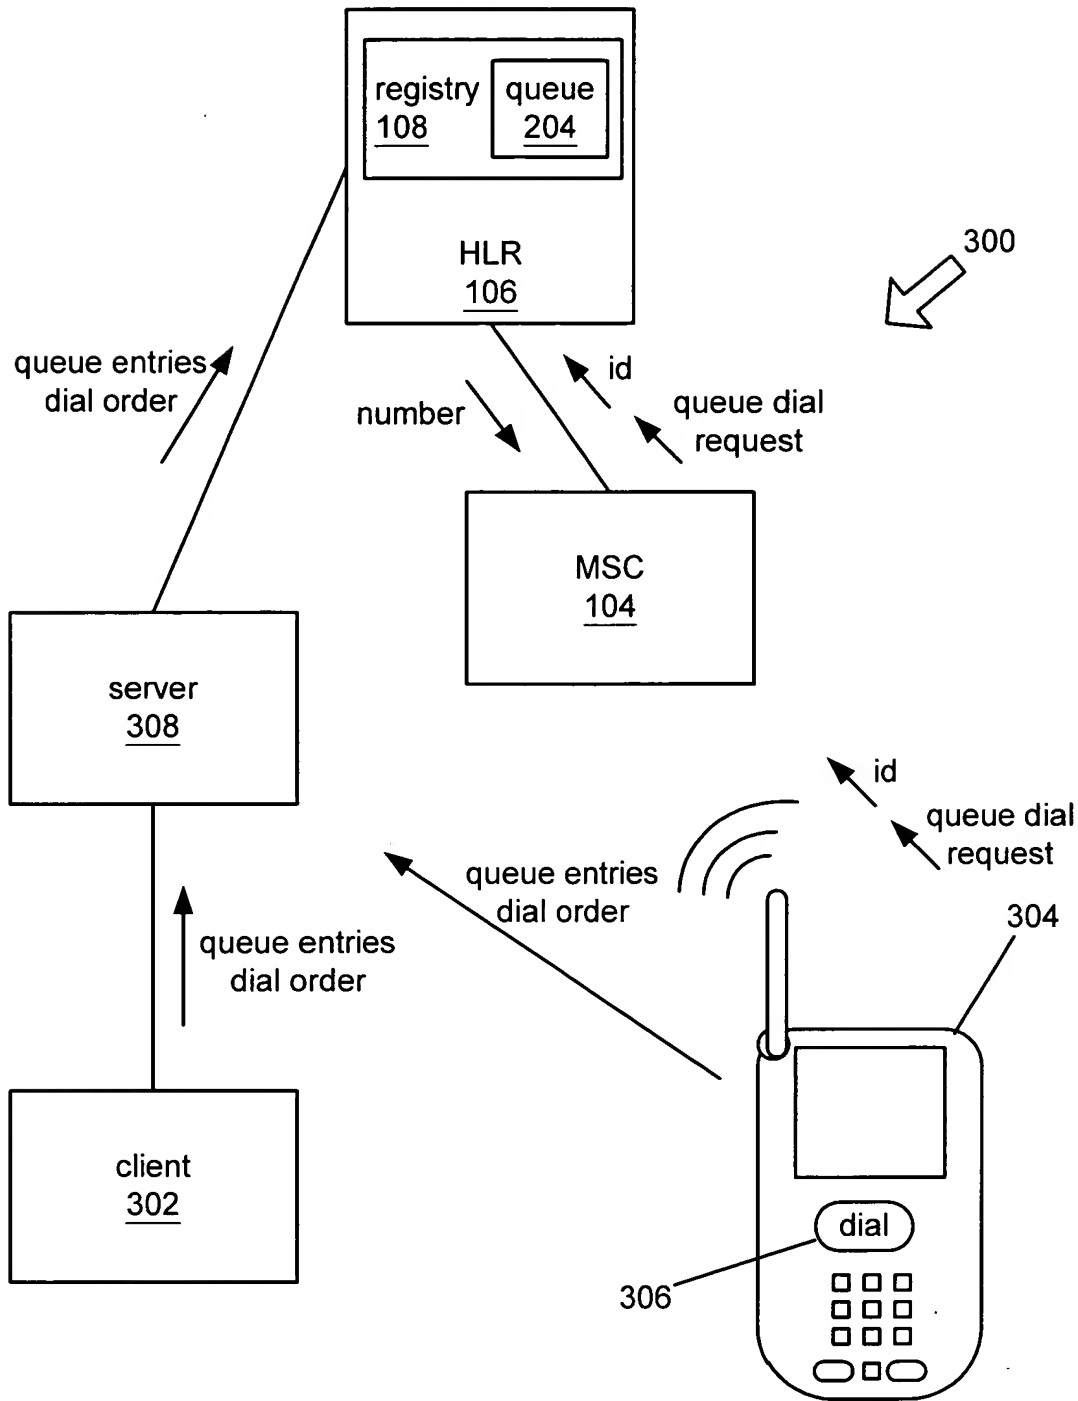 registry
108
queue
204
HLR
106
300
queue entries
dial order
number
id
queue dial
request
MSC
104
server
308
id
queue dial
request
queue entries
dial order
304
queue entries
dial order
client
302
dial
306